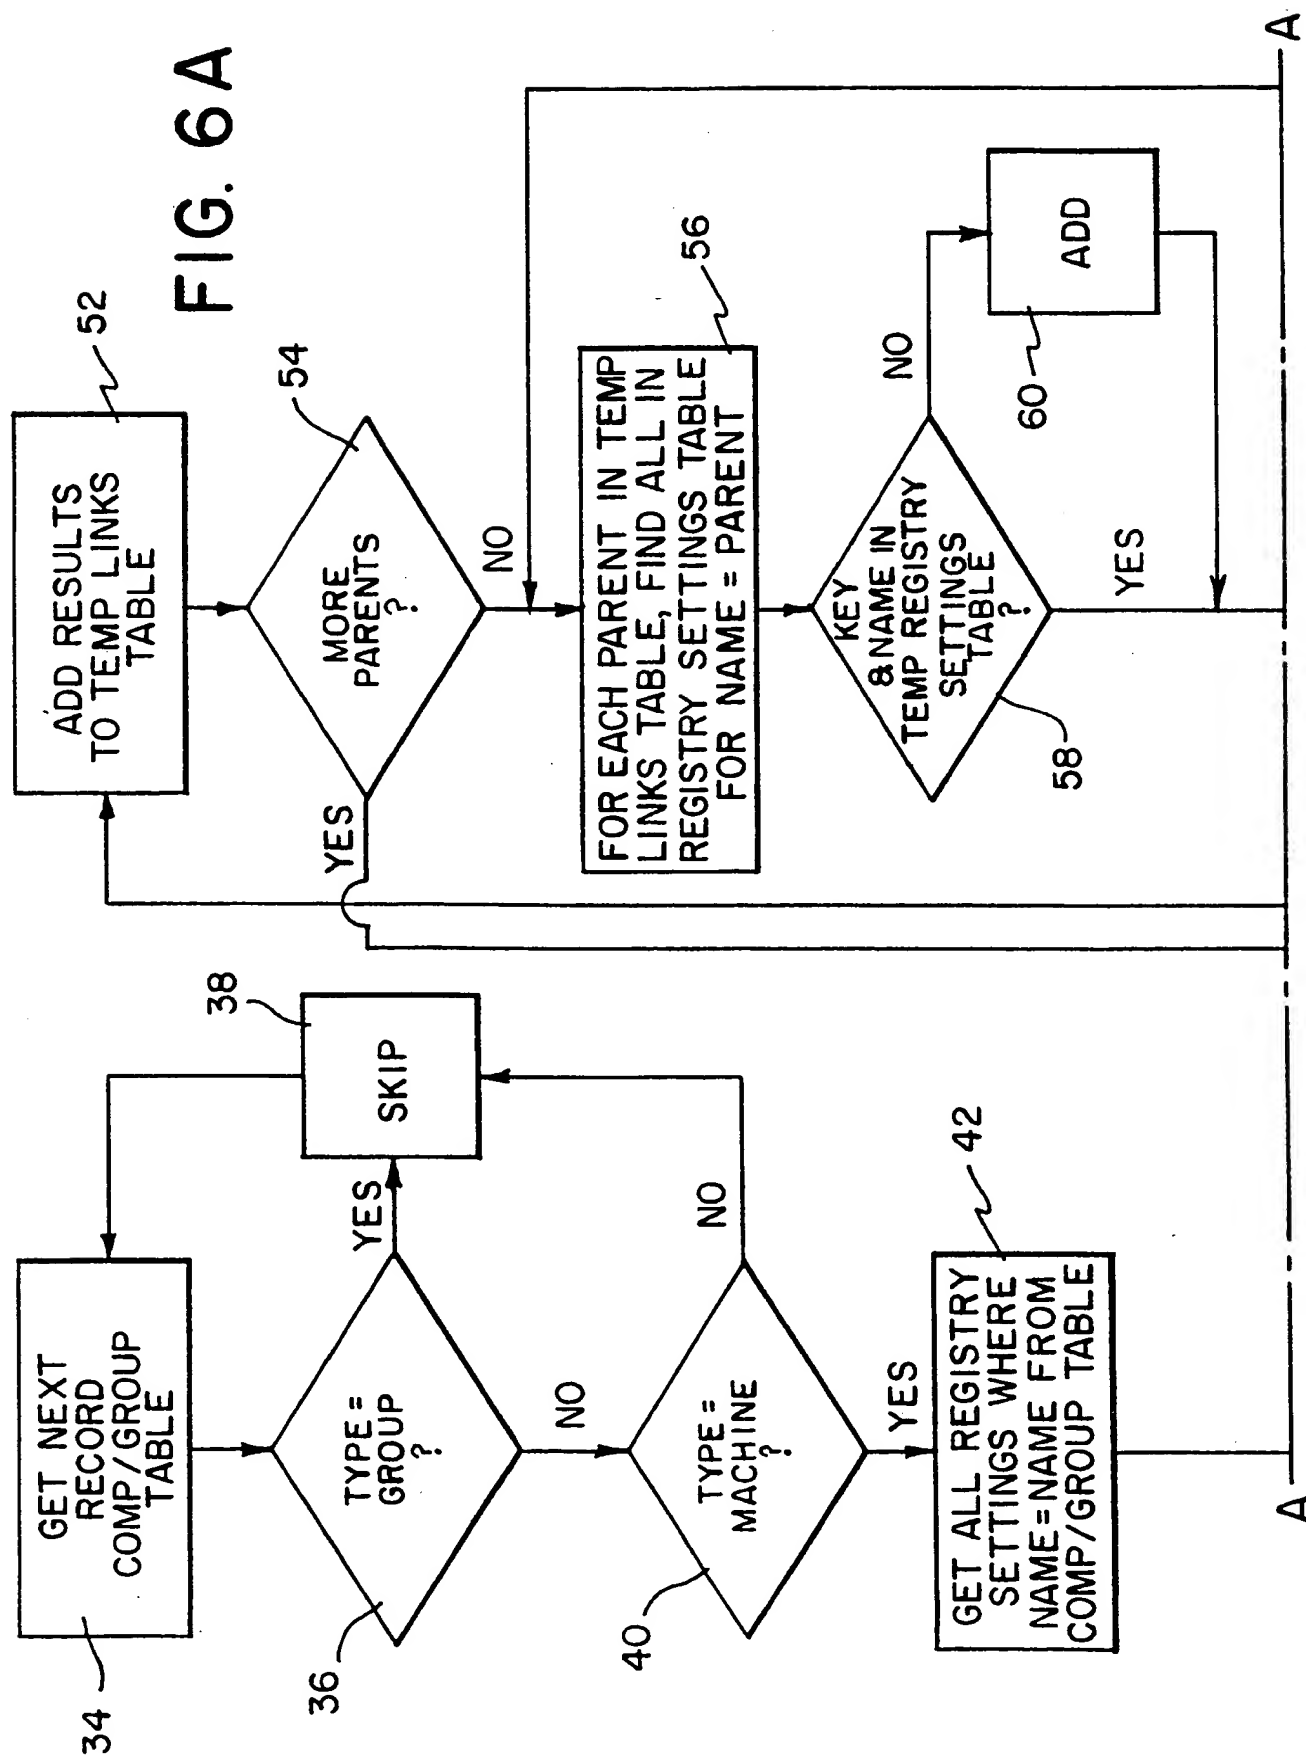 FIG. 6A
34
GET NEXT
RECORD
COMP/GROUP
TABLE
36
TYPE =
GROUP
?
YES
NO
38
SKIP
40
TYPE =
MACHINE
?
NO
YES
42
GET ALL REGISTRY
SETTINGS WHERE
NAME = NAME FROM
COMP/GROUP TABLE
52
ADD RESULTS
TO TEMP LINKS
TABLE
54
MORE
PARENTS
?
YES
NO
56
FOR EACH PARENT IN TEMP
LINKS TABLE, FIND ALL IN
REGISTRY SETTINGS TABLE
FOR NAME = PARENT
58
KEY
& NAME IN
TEMP REGISTRY
SETTINGS
TABLE
?
NO
YES
60
ADD
A
A